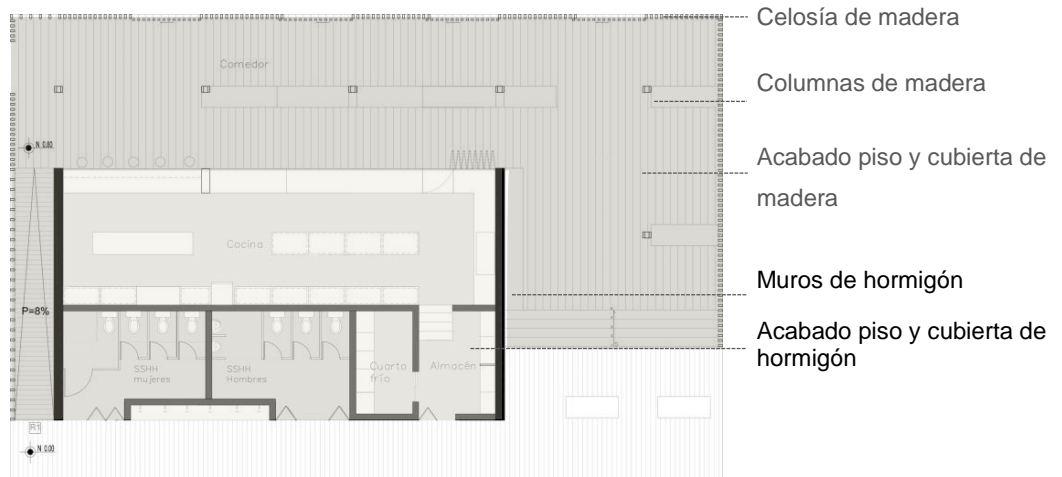 Celosía de madera
Comedor
Columnas de madera
N 0.80
Acabado piso y cubierta de
madera
Cocina
Muros de hormigón
P=8%
Acabado piso y cubierta de
hormigón
SSHH
mujeres
SSHH
Hombres
Cuarto
frío
Almacén
R1
N 0.00